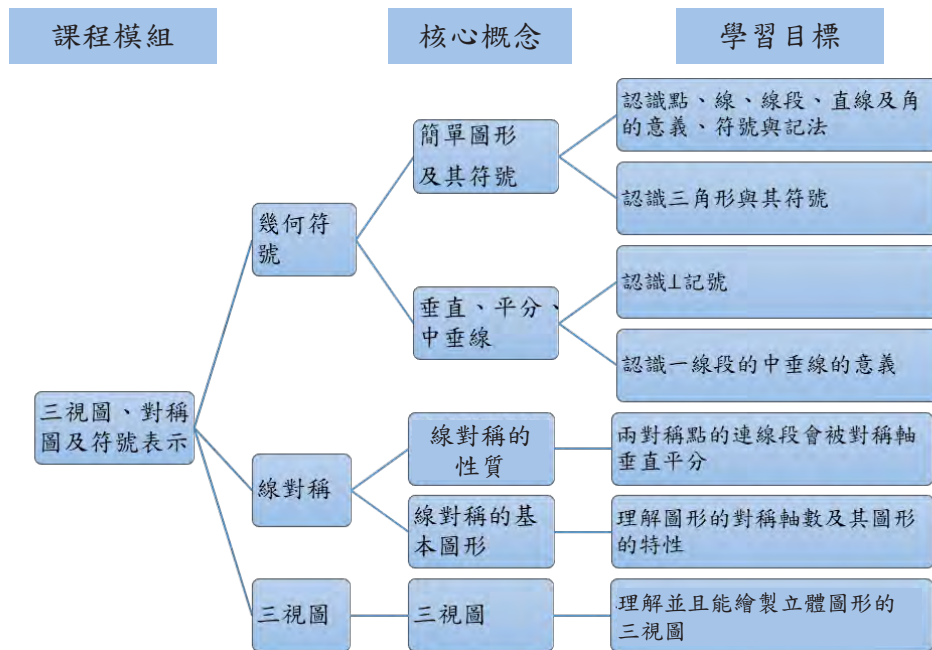 課程模組
核心概念
學習目標
三視圖、對稱
圖及符號表示
幾何符
號
簡單圖形
及其符號
認識點、線、線段、直線及角
的意義、符號與記法
認識三角形與其符號
垂直、平分、
中垂線
認識⊥記號
認識一線段的中垂線的意義
線對稱
線對稱的
性質
兩對稱點的連線段會被對稱軸
垂直平分
線對稱的基
本圖形
理解圖形的對稱軸數及其圖形
的特性
三視圖
三視圖
理解並且能繪製立體圖形的
三視圖